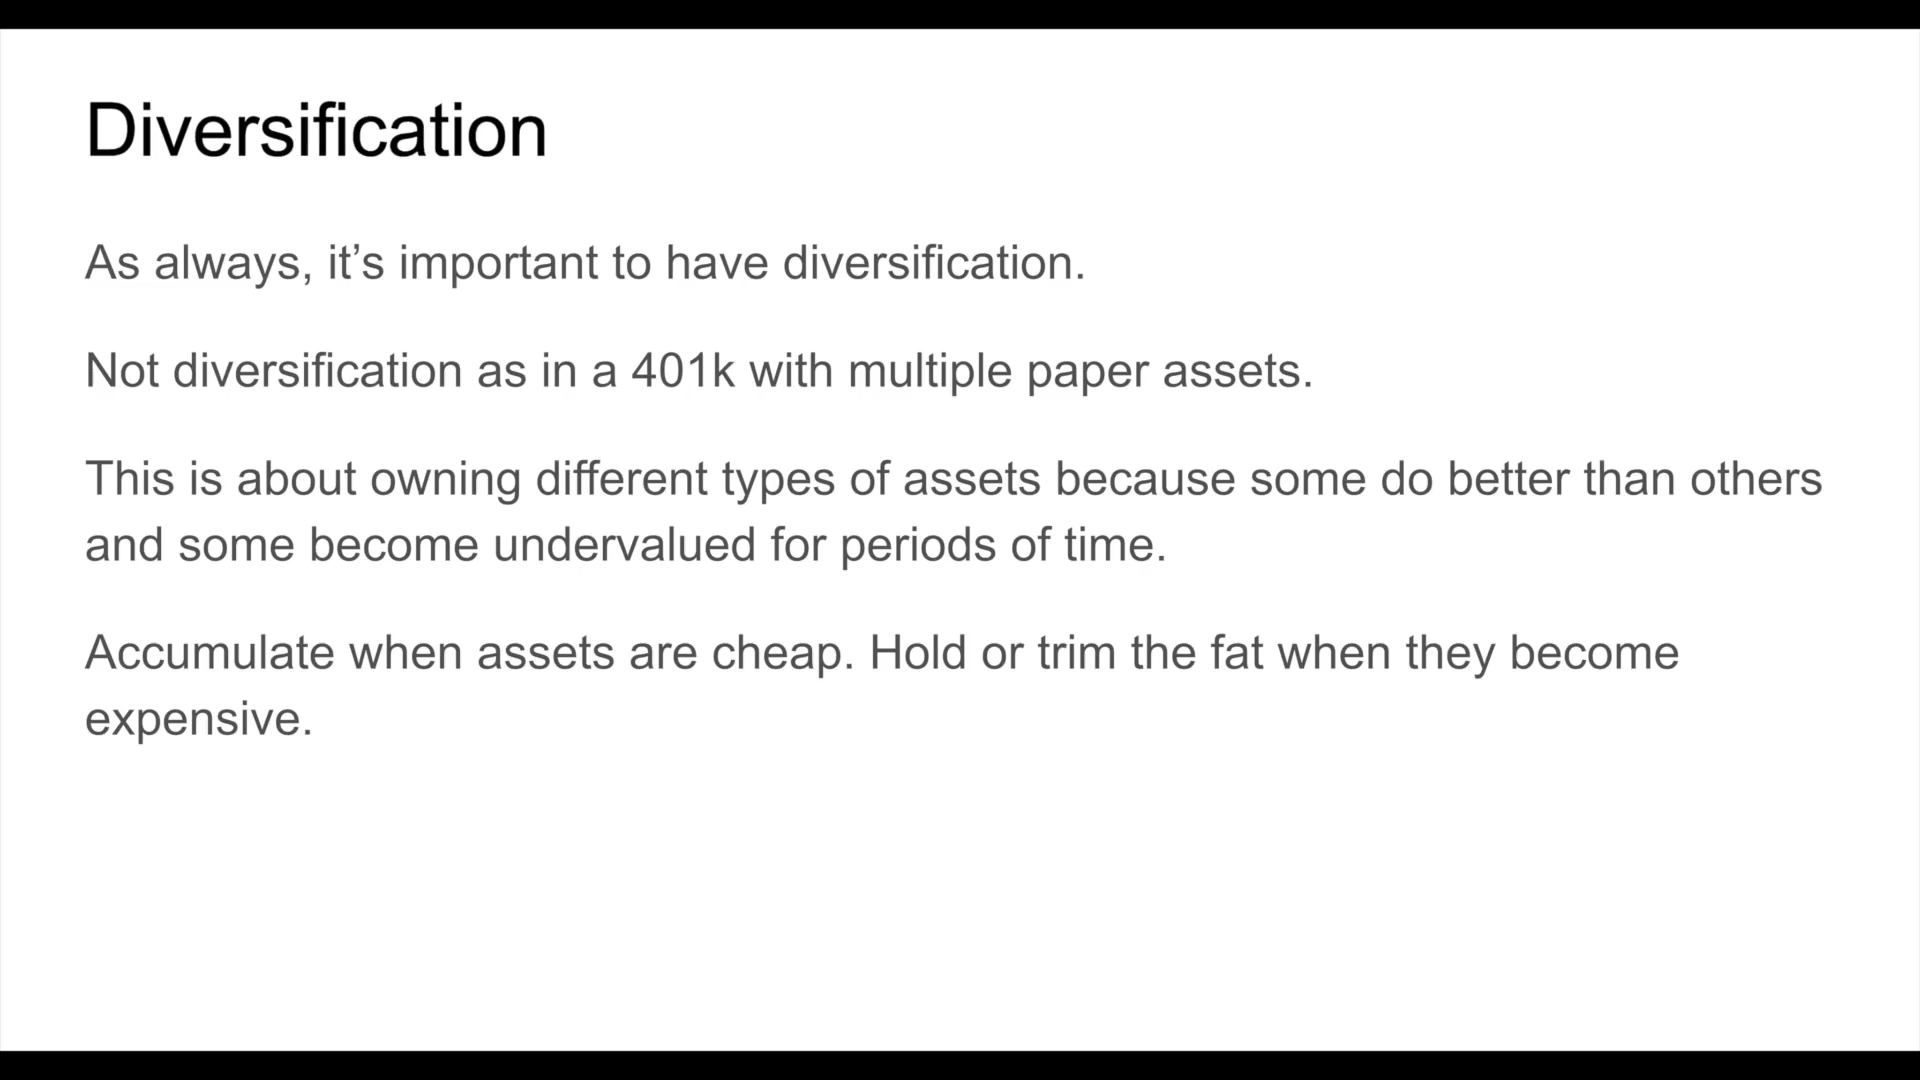 Diversification
As always, it’s important to have diversification.
Not diversification as in a 401k with multiple paper assets.
This is about owning different types of assets because some do better than others
and some become undervalued for periods of time.
Accumulate when assets are cheap. Hold or trim the fat when they become
expensive.